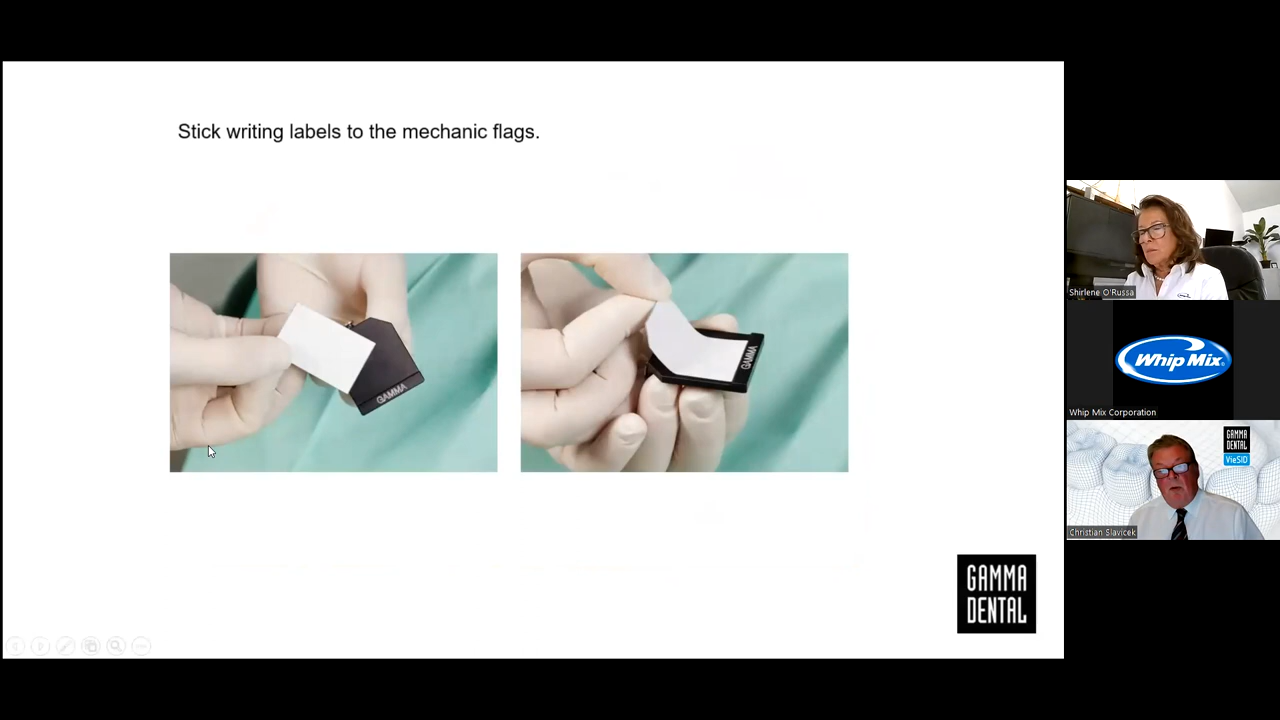 Stick writing labels to the mechanic flags.
GAMMA
GAMMA
GAMMA
DENTAL
Shirlene O'Russa
Whip Mix
Whip Mix Corporation
GAMMA
DENTAL
VieSID
Christian Slavicek